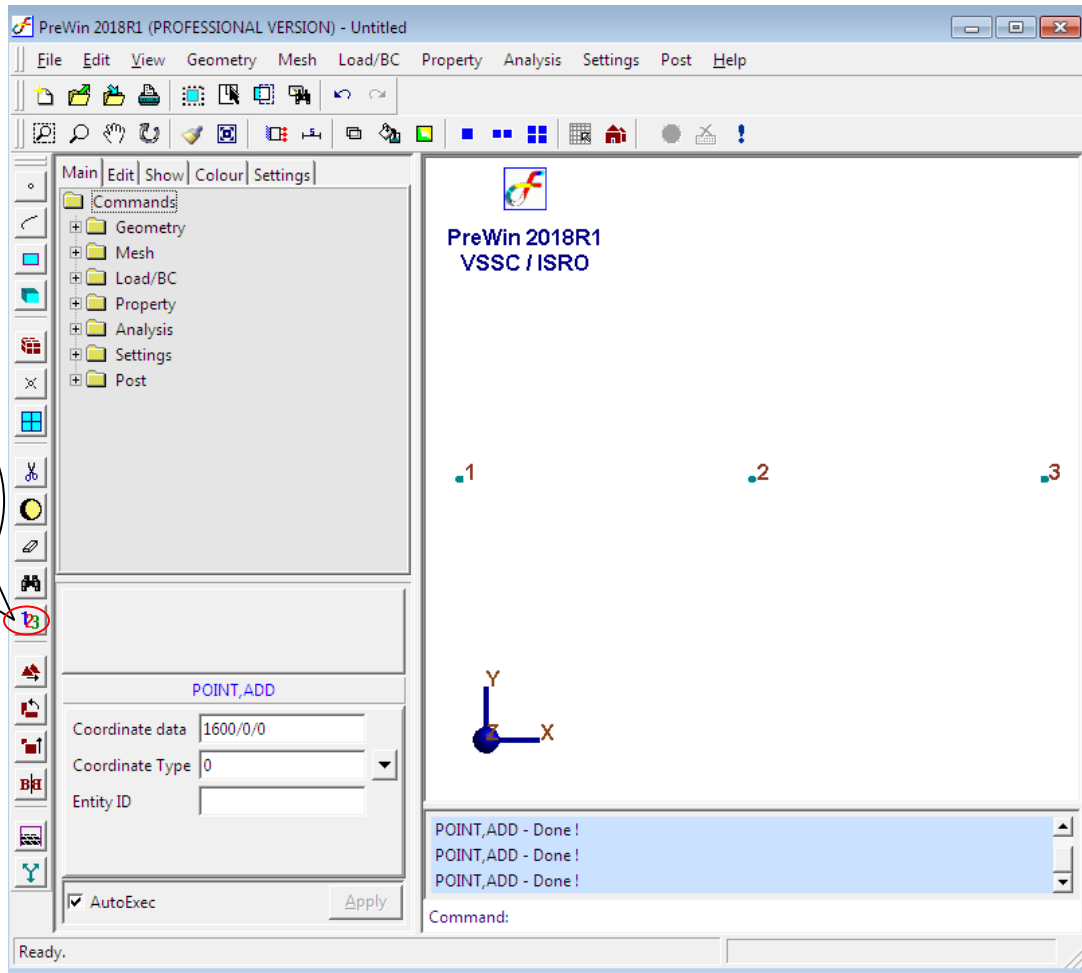 PreWin 2018R1 (PROFESSIONAL VERSION) - Untitled
File Edit View Geometry Mesh Load/BC Property Analysis Settings Post Help
Main Edit Show Colour Settings
Commands
Geometry
Mesh
Load/BC
Property
Analysis
Settings
Post
PreWin 2018R1
VSSC / ISRO
1 2 3
123
B B
Y
Z X
POINT,ADD
Coordinate data 1600/0/0
Coordinate Type 0
Entity ID
AutoExec Apply
POINT,ADD - Done !
POINT,ADD - Done !
POINT,ADD - Done !
Command:
Ready.